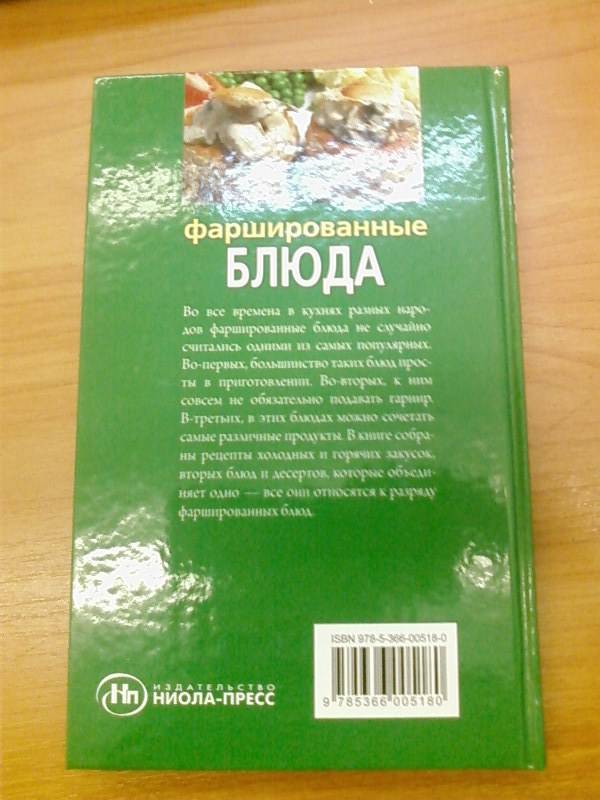 фаршированные
БЛЮДА
Во все времена в кухнях разных наро-
дов фаршированные блюда не случайно
считались одними из самых популярных.
Во-первых, большинство таких блюд прос-
ты в приготовлении. Во-вторых, к ним
совсем не обязательно подавать гарнир.
В-третьих, в этих блюдах можно сочетать
самые различные продукты. В книге собра-
ны рецепты холодных и горячих закусок,
вторых блюд и десертов, которые объеди-
няет одно — все они относятся к разряду
фаршированных блюд.
ISBN 978-5-366-00518-0
9 785366 005180
Нп
ИЗДАТЕЛЬСТВО
НИОЛА-ПРЕСС